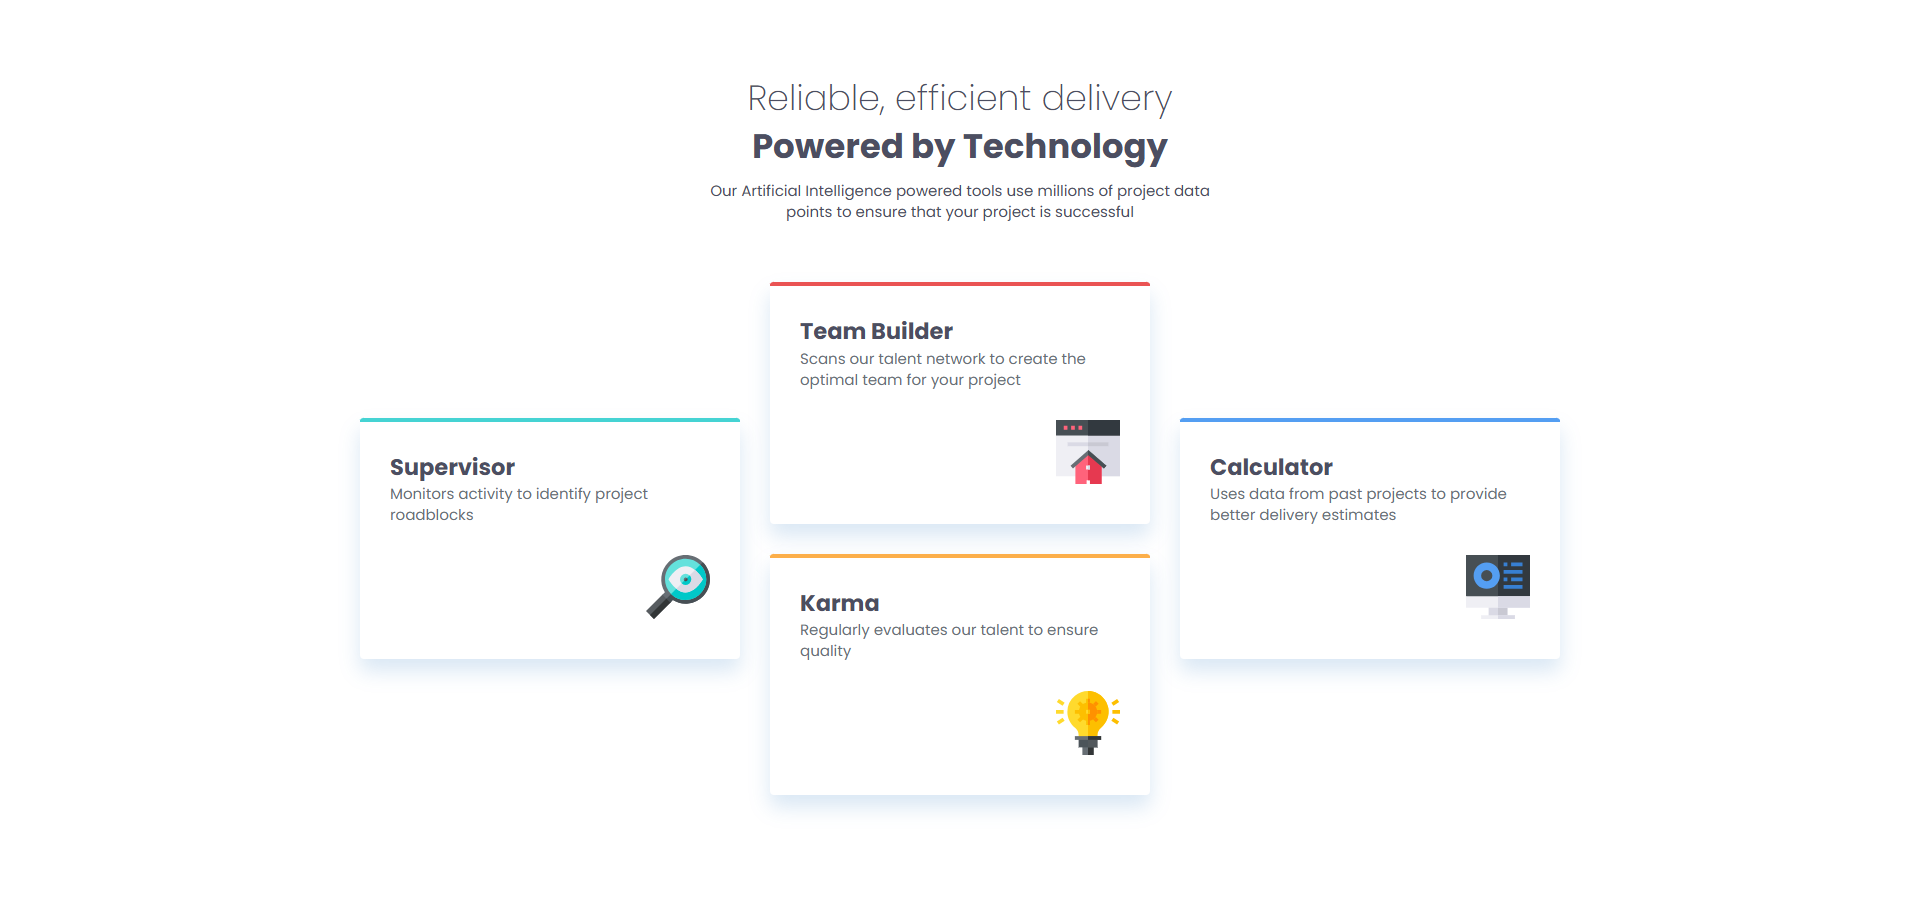 Reliable, efficient delivery
Powered by Technology
Our Artificial Intelligence powered tools use millions of project data
points to ensure that your project is successful
Team Builder
Scans our talent network to create the
optimal team for your project
Supervisor
Monitors activity to identify project
roadblocks
Calculator
Uses data from past projects to provide
better delivery estimates
Karma
Regularly evaluates our talent to ensure
quality